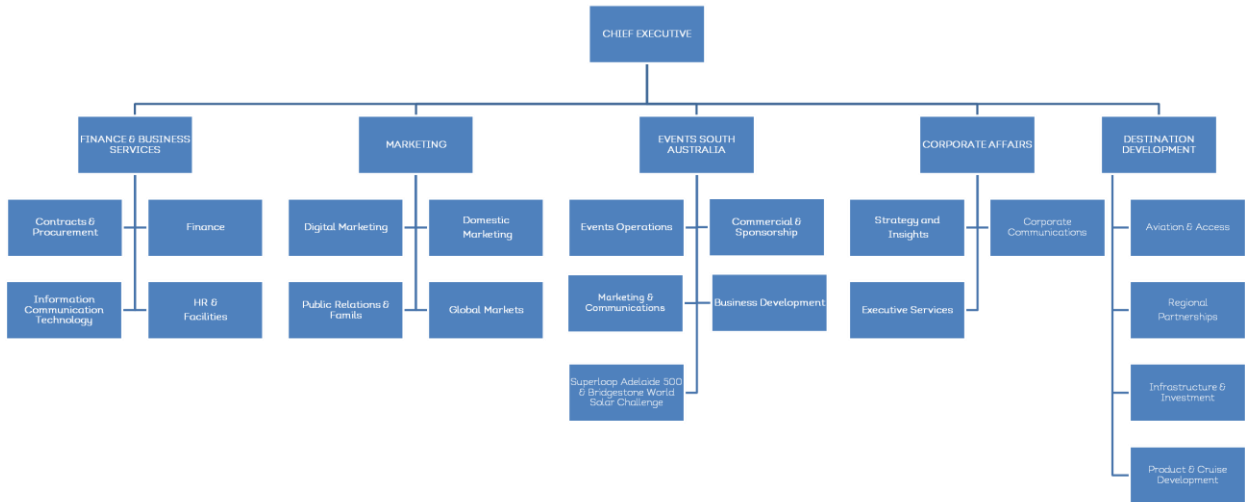 CHIEF EXECUTIVE
FINANCE & BUSINESS
SERVICES
MARKETING
EVENTS SOUTH
AUSTRALIA
CORPORATE AFFAIRS
DESTINATION
DEVELOPMENT
Contracts &
Procurement
Finance
Digital Marketing
Domestic
Marketing
Events Operations
Commercial &
Sponsorship
Strategy and
Insights
Corporate
Communications
Aviation & Access
Information
Communication
Technology
HR &
Facilities
Public Relations &
Famils
Global Markets
Marketing &
Communications
Business Development
Executive Services
Regional
Partnerships
Superloop Adelaide 500
& Bridgestone World
Solar Challenge
Infrastructure &
Investment
Product & Cruise
Development